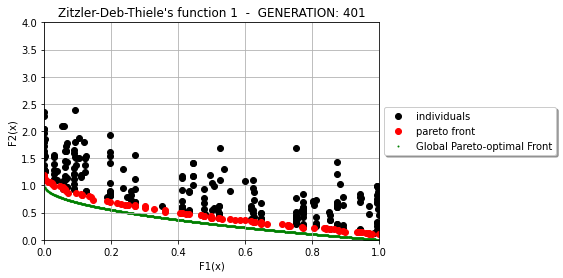 Zitzler-Deb-Thiele's function 1 - GENERATION: 401
4.0
3.5
3.0
2.5
2.0
1.5
1.0
0.5
0.0
F2(x)
0.0 0.2 0.4 0.6 0.8 1.0
F1(x)
individuals
pareto front
Global Pareto-optimal Front